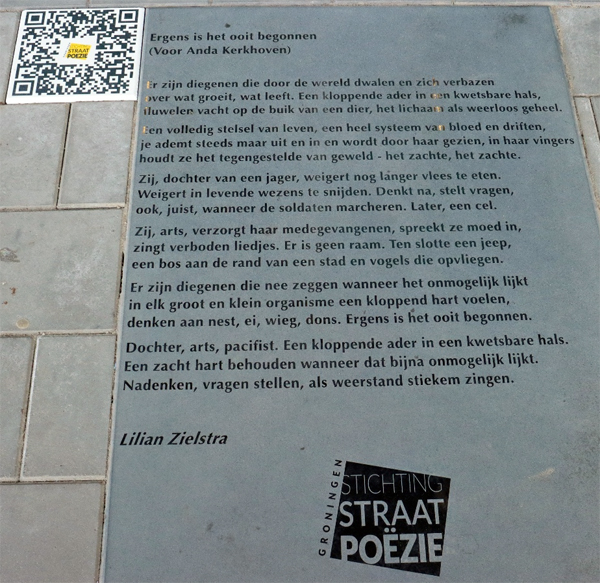 STRAAT
POËZIE
Ergens is het ooit begonnen
(Voor Anda Kerkhoven)
Er zijn diegenen die door de wereld dwalen en zich verbazen
over wat groeit, wat leeft. Een kloppende ader in een kwetsbare hals,
fluwelen vacht op de buik van een dier, het lichaam als weerloos geheel.
Een volledig stelsel van leven, een heel systeem van bloed en driften,
je ademt steeds maar uit en in en wordt door haar gezien, in haar vingers
houdt ze het tegengestelde van geweld - het zachte, het zachte.
Zij, dochter van een jager, weigert nog langer vlees te eten.
Weigert in levende wezens te snijden. Denkt na, stelt vragen,
ook, juist, wanneer de soldaten marcheren. Later, een cel.
Zij, arts, verzorgt haar medegevangenen, spreekt ze moed in,
zingt verboden liedjes. Er is geen raam. Ten slotte een jeep,
een bos aan de rand van een stad en vogels die opvliegen.
Er zijn diegenen die nee zeggen wanneer het onmogelijk lijkt
in elk groot en klein organisme een kloppend hart voelen,
denken aan nest, ei, wieg, dons. Ergens is het ooit begonnen.
Dochter, arts, pacifist. Een kloppende ader in een kwetsbare hals.
Een zacht hart behouden wanneer dat bijna onmogelijk lijkt.
Nadenken, vragen stellen, als weerstand stiekem zingen.
Lilian Zielstra
GRONINGEN
STICHTING
STRAAT
POËZIE